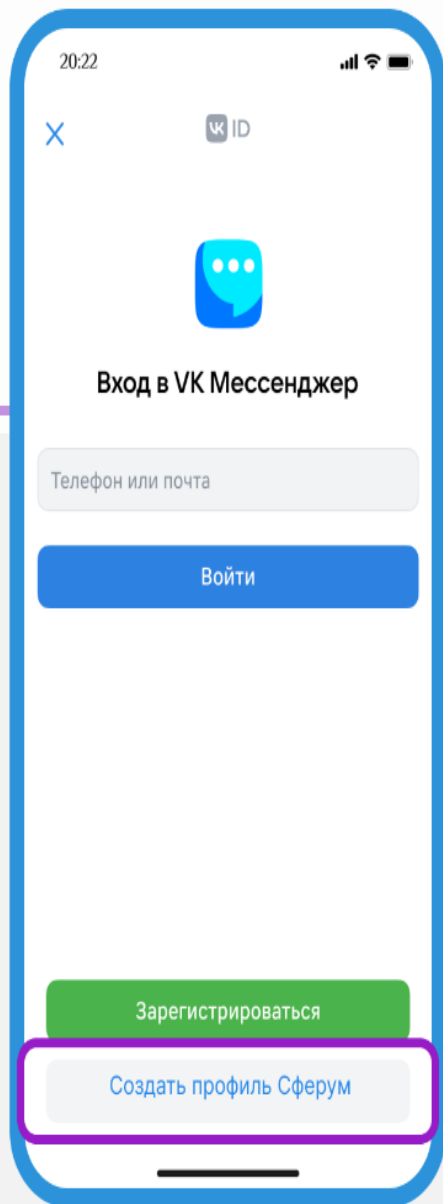 20:22
VK ID
Вход в VK Мессенджер
Телефон или почта
Войти
Зарегистрироваться
Создать профиль Сферум